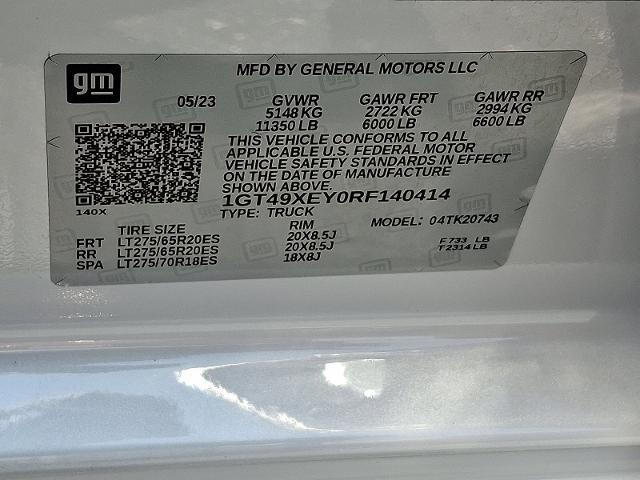 gm
MFD BY GENERAL MOTORS LLC
05/23 GVWR GAWR FRT GAWR RR
5148 KG 2722 KG 2994 KG
11350 LB 6000 LB 6600 LB
THIS VEHICLE CONFORMS TO ALL
APPLICABLE U.S. FEDERAL MOTOR
VEHICLE SAFETY STANDARDS IN EFFECT
ON THE DATE OF MANUFACTURE
SHOWN ABOVE.
140X
1GT49XEY0RF140414
TYPE: TRUCK
MODEL: 04TK20743
TIRE SIZE RIM
FRT LT275/65R20ES 20X8.5J
RR LT275/65R20ES 20X8.5J
SPA LT275/70R18ES 18X8J
F 733 LB
T 2314 LB